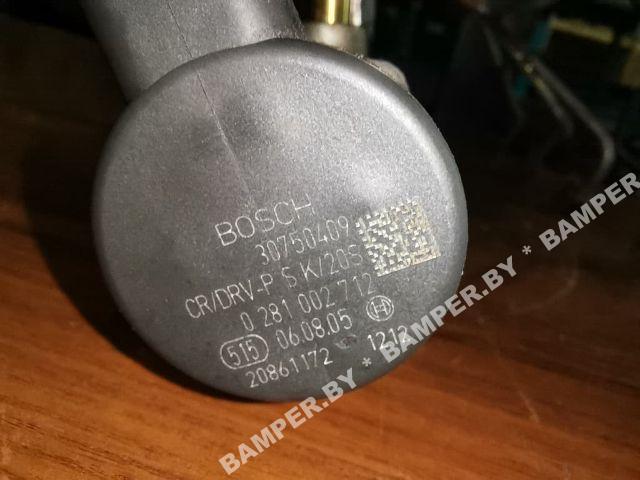 BOSCH
30750409
CR/DRV-P S K/20S
0 281 002 712
515 06.08.05
20861172 1212
BAMPER.BY * BAMPER.BY * BAMPER.BY